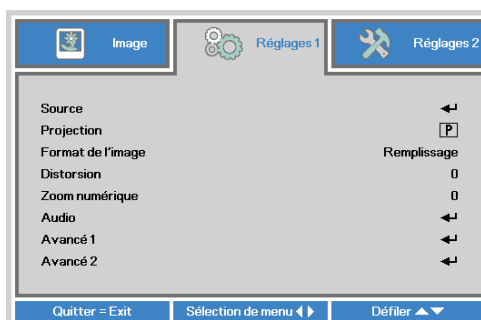 Image
Réglages 1
Réglages 2
Source
Projection P
Format de l'image Remplissage
Distorsion 0
Zoom numérique 0
Audio
Avancé 1
Avancé 2
Quitter = Exit
Sélection de menu
Défiler